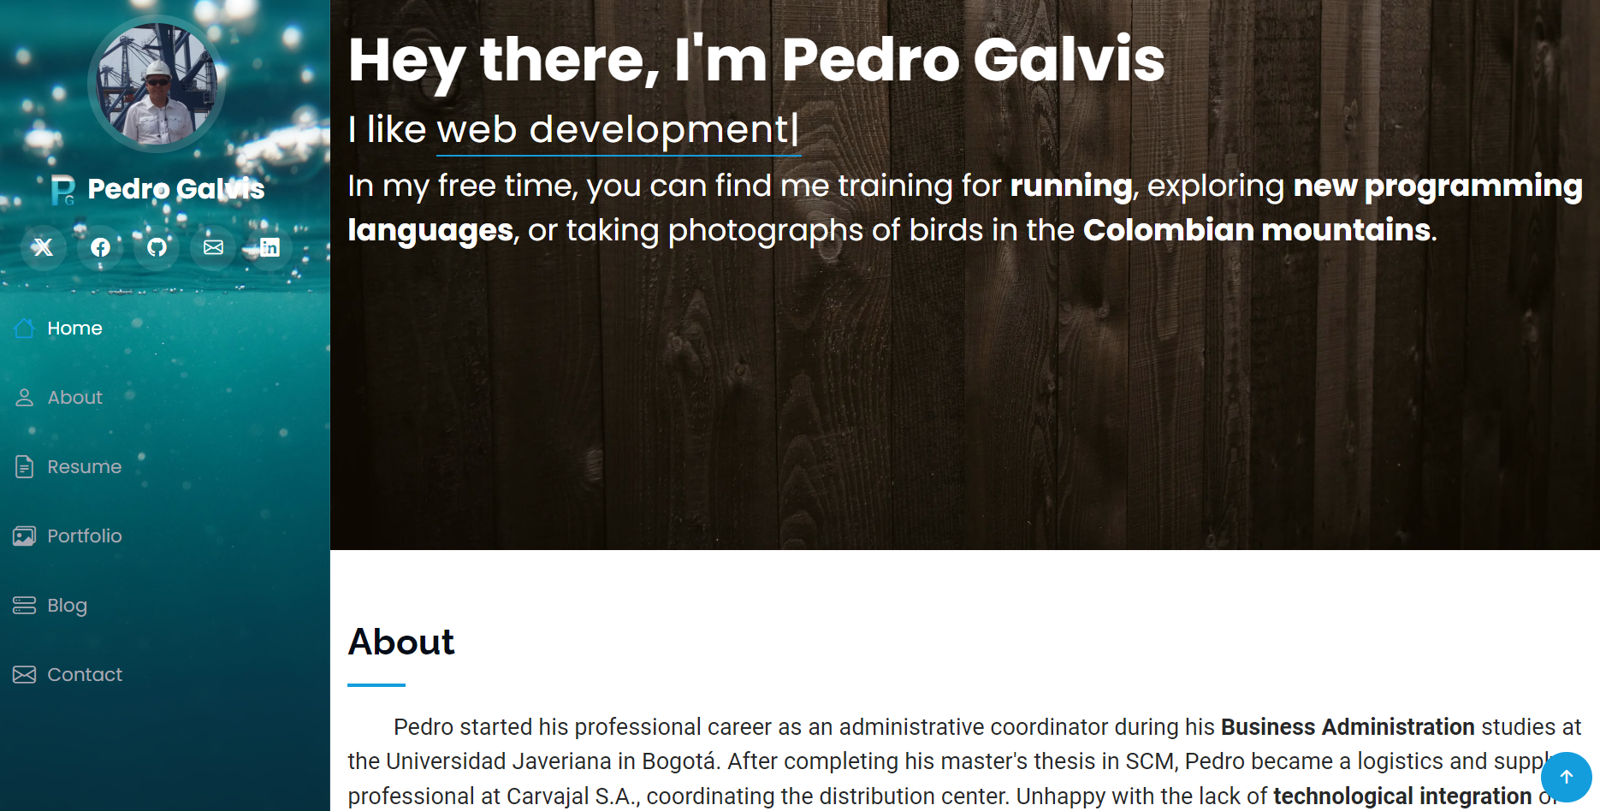 Pedro Galvis
Home
About
Resume
Portfolio
Blog
Contact
Hey there, I'm Pedro Galvis
I like web development|
In my free time, you can find me training for running, exploring new programming
languages, or taking photographs of birds in the Colombian mountains.
About
Pedro started his professional career as an administrative coordinator during his Business Administration studies at
the Universidad Javeriana in Bogotá. After completing his master's thesis in SCM, Pedro became a logistics and supply
professional at Carvajal S.A., coordinating the distribution center. Unhappy with the lack of technological integration